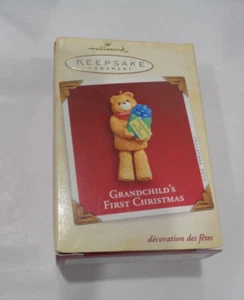 Hallmark
KEEPSAKE
ORNAMENT
GRANDCHILD'S
FIRST CHRISTMAS
décoration des fêtes